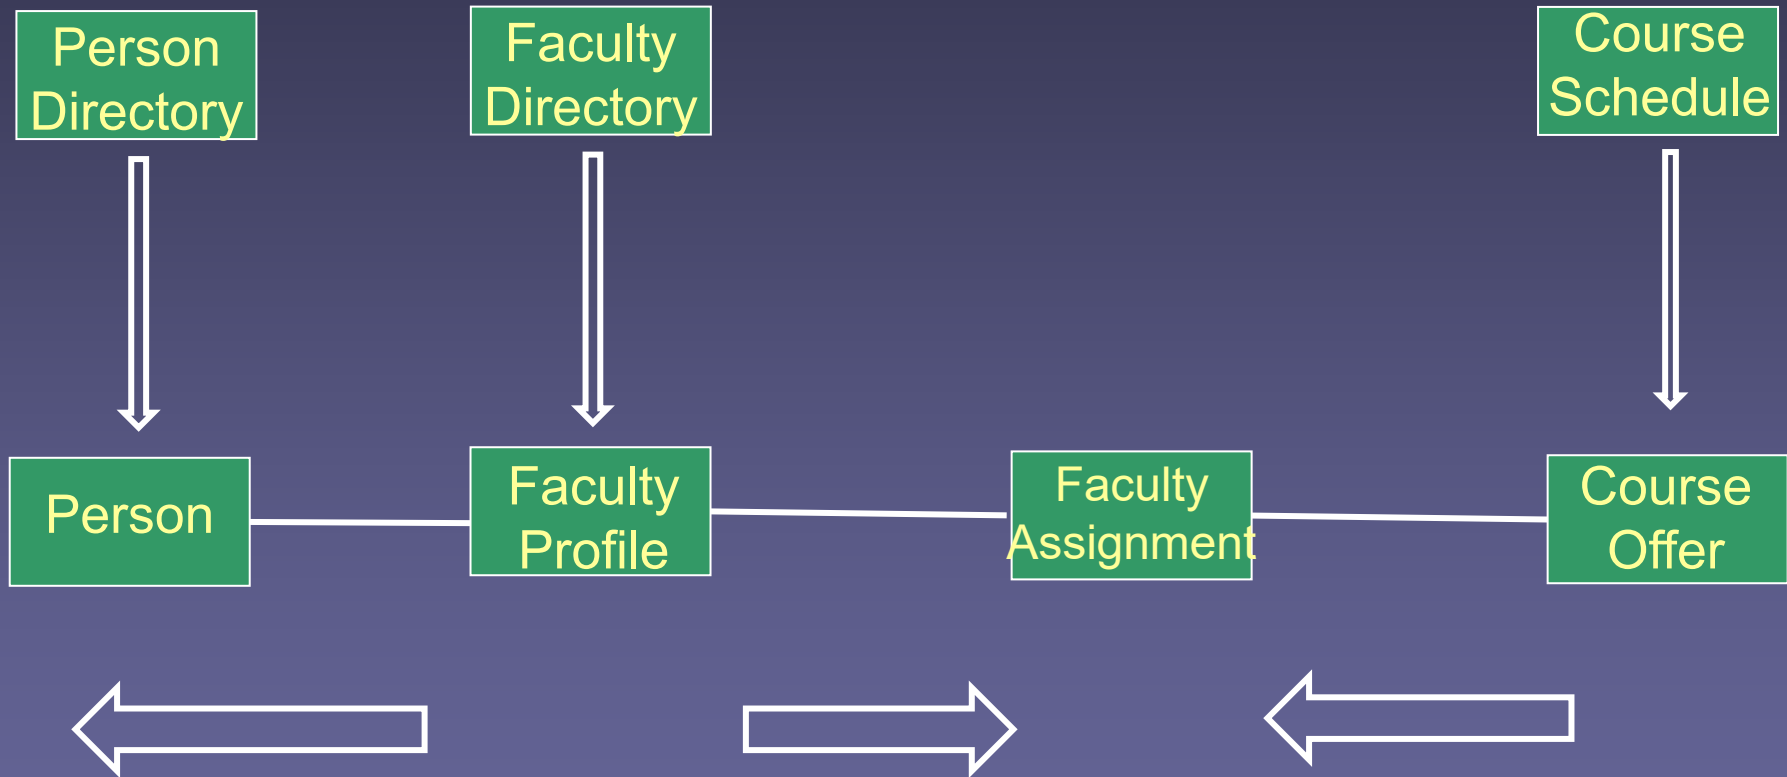 Person
Directory
Faculty
Directory
Course
Schedule
Person
Faculty
Profile
Faculty
Assignment
Course
Offer